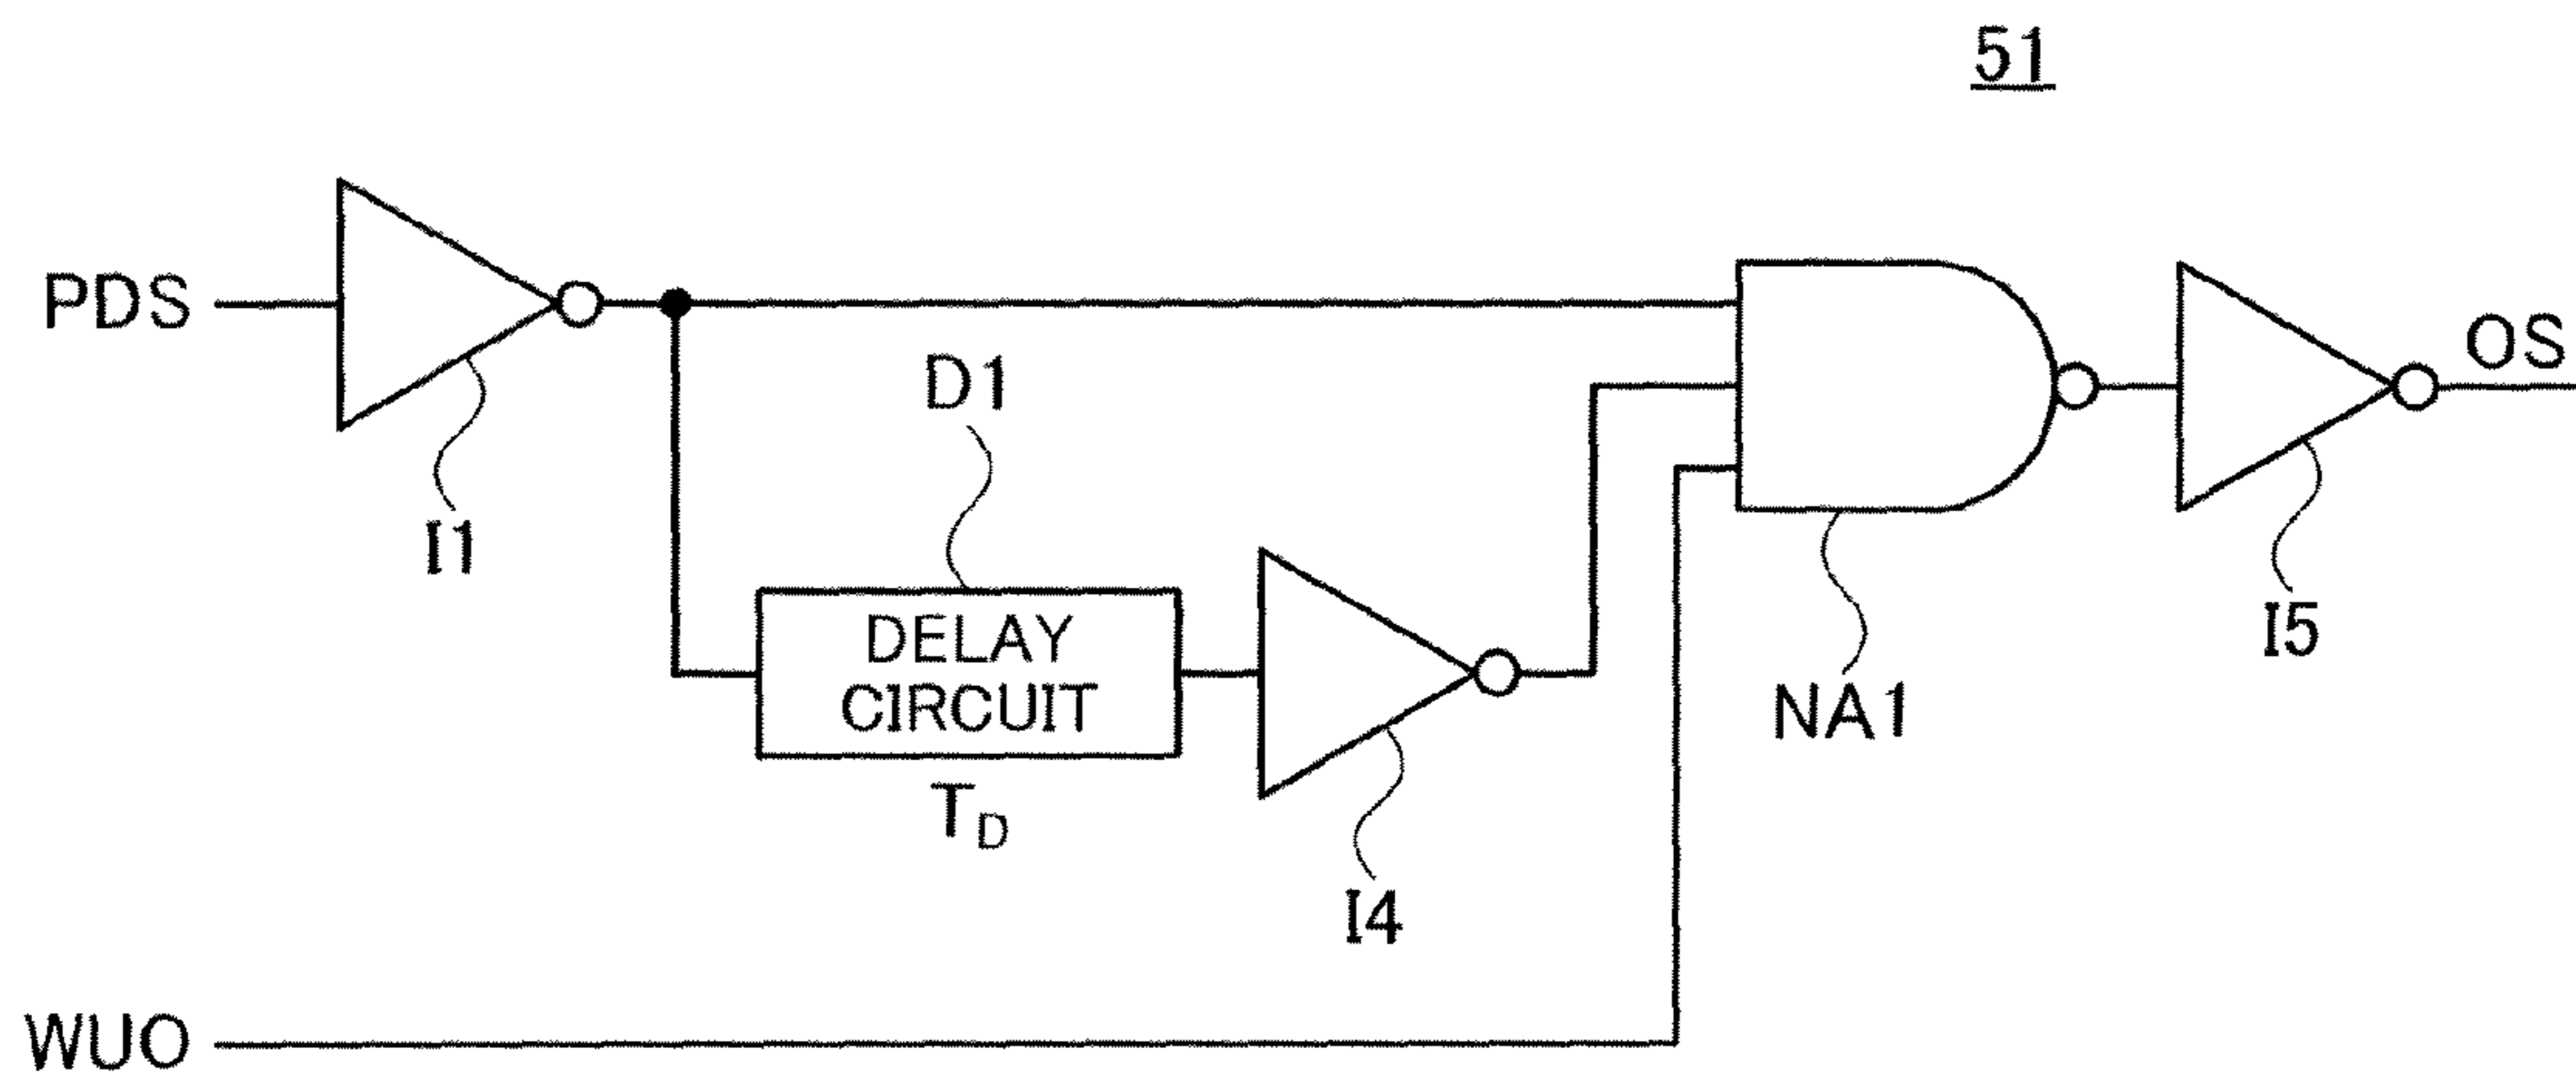 51
PDS
I1
D1
DELAY
CIRCUIT
TD
I4
NA1
I5
OS
WUO